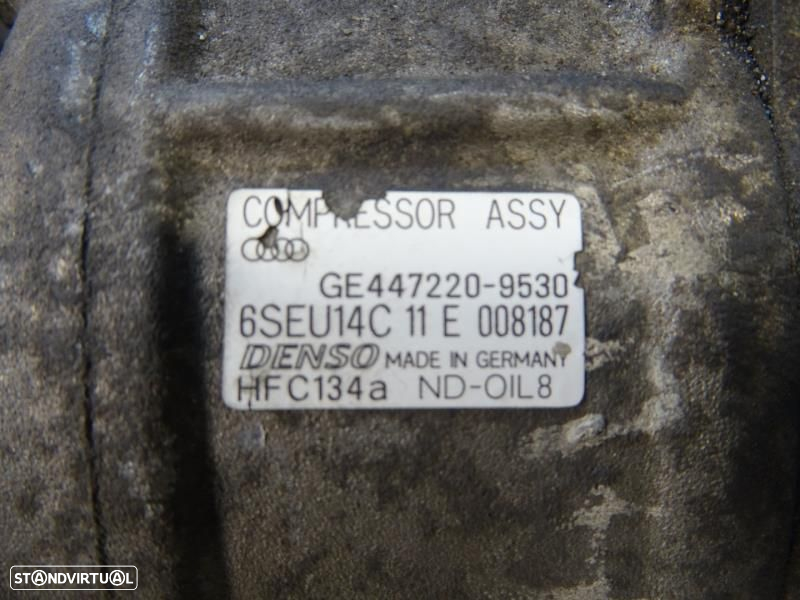 COMPRESSOR ASSY
GE447220-9530
6SEU14C 11 E 008187
DENSO MADE IN GERMANY
HFC134a ND-OIL8
STANDVIRTUAL